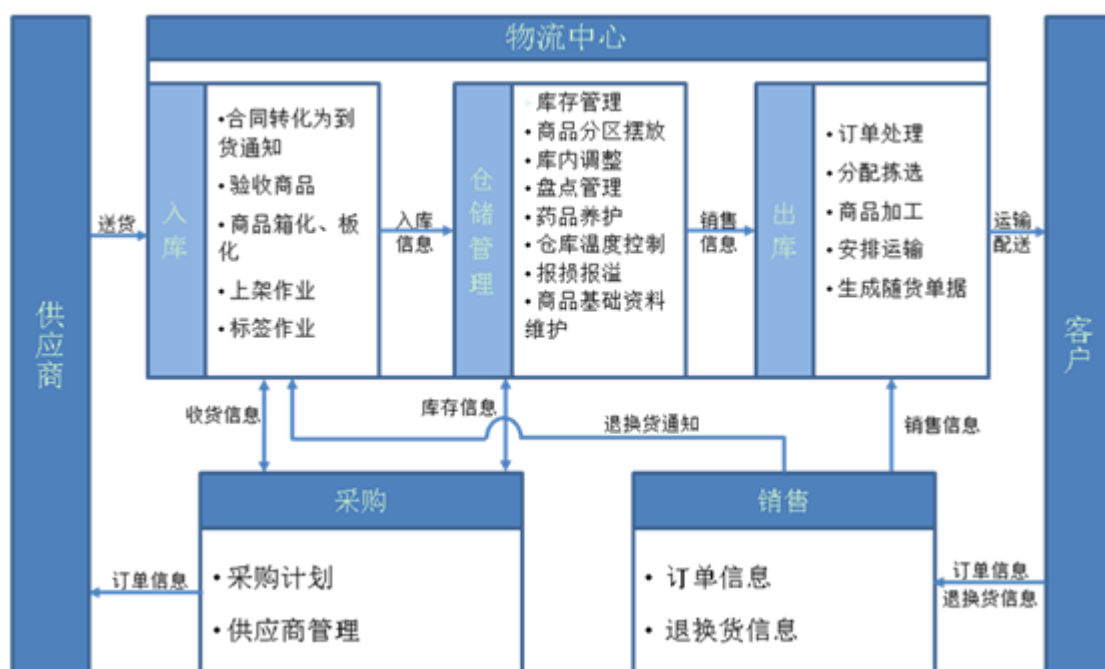 物流中心
供应商
送货
入库
•合同转化为到
货通知
•验收商品
•商品箱化、板
化
•上架作业
•标签作业
入库
信息
仓储管理
•库存管理
•商品分区摆放
•库内调整
•盘点管理
•药品养护
•仓库温度控制
•报损报溢
•商品基础资料
维护
销售
信息
出库
•订单处理
•分配拣选
•商品加工
•安排运输
•生成随货单据
运输
配送
客户
收货信息
库存信息
退换货通知
销售信息
采购
•采购计划
•供应商管理
订单信息
销售
•订单信息
•退换货信息
订单信息
退换货信息